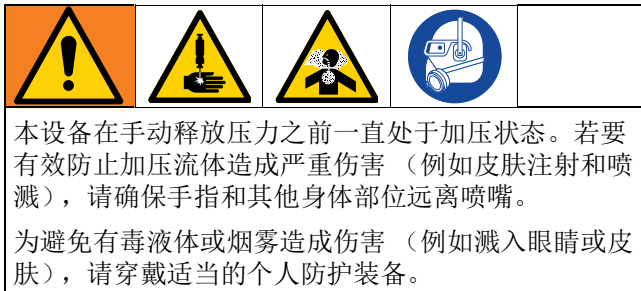 本设备在手动释放压力之前一直处于加压状态。若要
有效防止加压流体造成严重伤害 （例如皮肤注射和喷
溅），请确保手指和其他身体部位远离喷嘴。
为避免有毒液体或烟雾造成伤害 （例如溅入眼睛或皮
肤），请穿戴适当的个人防护装备。